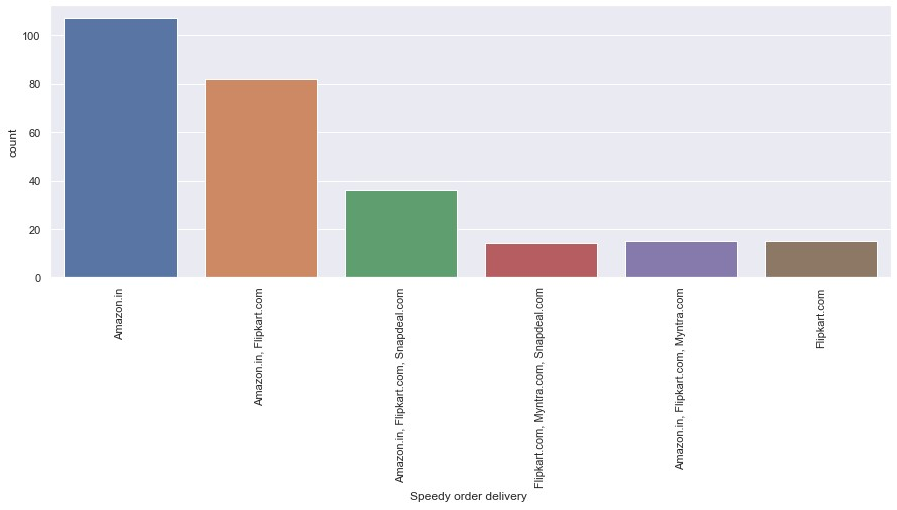 100
80
60
40
20
0
count
Amazon.in
Amazon.in, Flipkart.com
Amazon.in, Flipkart.com, Snapdeal.com
Flipkart.com, Myntra.com, Snapdeal.com
Amazon.in, Flipkart.com, Myntra.com
Flipkart.com
Speedy order delivery